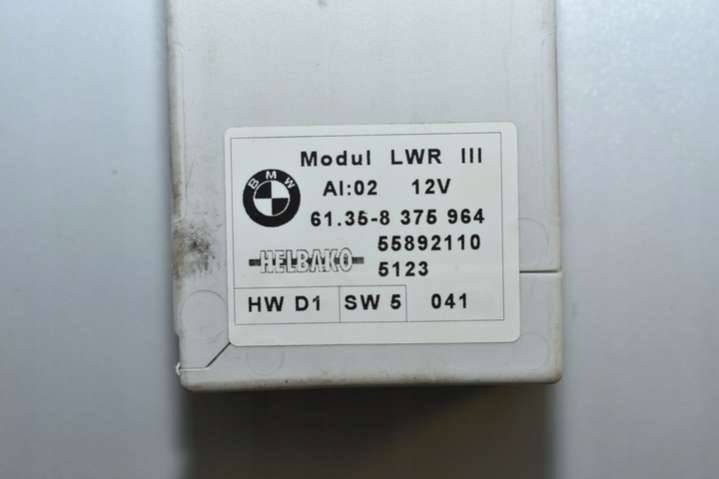 BMW
Modul LWR III
AI:02 12V
61.35-8 375 964
55892110
HELBAKO
5123
HW D1 SW 5 041